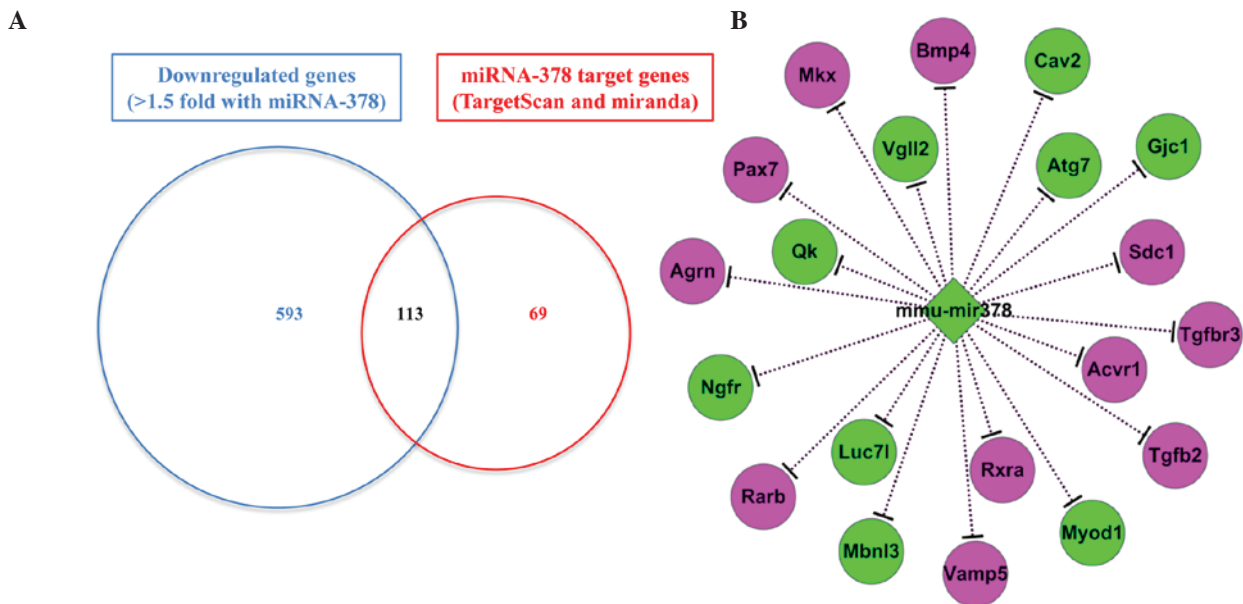 A
B
Downregulated genes
(>1.5 fold with miRNA-378)
miRNA-378 target genes
(TargetScan and miranda)
593
113
69
Bmp4
Mkx
Cav2
Vgll2
Gjc1
Pax7
Atg7
Qk
Sdc1
Agrn
mmu-mir378
Tgfbr3
Acvr1
Ngfr
Luc7l
Tgfb2
Rxra
Rarb
Myod1
Mbnl3
Vamp5